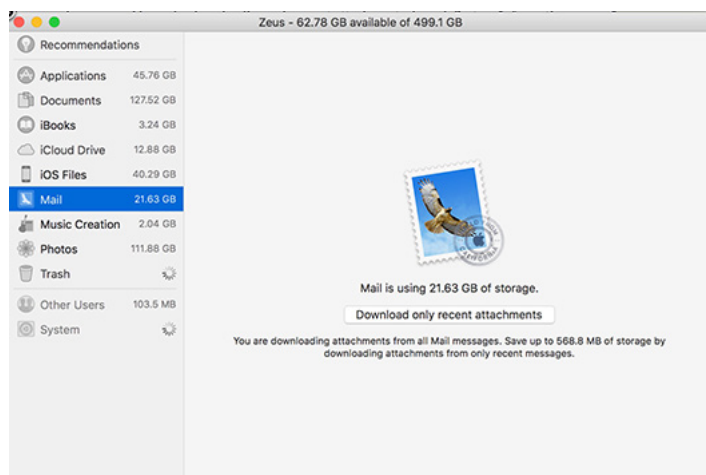 Zeus - 62.78 GB available of 499.1 GB
Recommendations
Applications 45.76 GB
Documents 127.52 GB
iBooks 3.24 GB
iCloud Drive 12.88 GB
iOS Files 40.29 GB
Mail 21.63 GB
Music Creation 2.04 GB
Photos 111.88 GB
Trash
Other Users 103.5 MB
System
CALIFORNIA
Mail is using 21.63 GB of storage.
Download only recent attachments
You are downloading attachments from all Mail messages. Save up to 568.8 MB of storage by
downloading attachments from only recent messages.